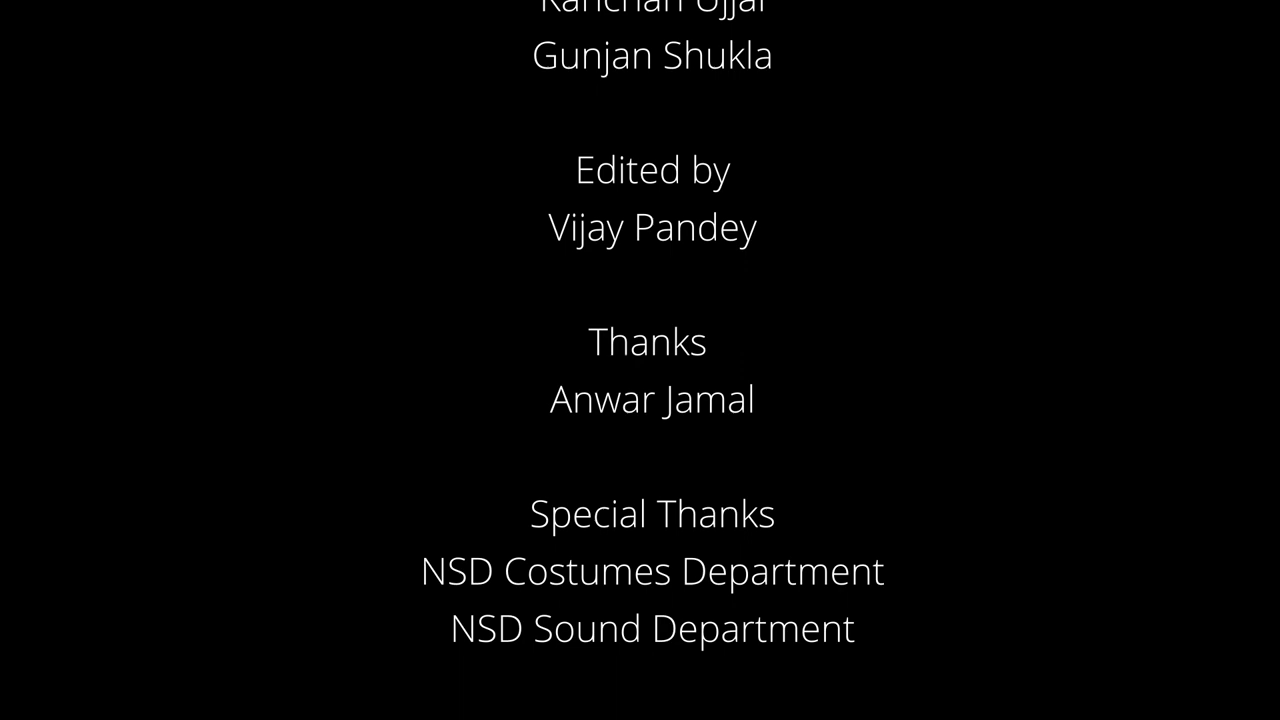 Gunjan Shukla
Edited by
Vijay Pandey
Thanks
Anwar Jamal
Special Thanks
NSD Costumes Department
NSD Sound Department